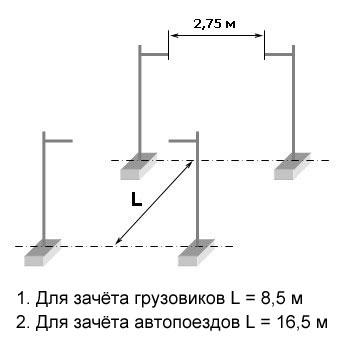 2,75 м
L
1. Для зачёта грузовиков L = 8,5 м
2. Для зачёта автопоездов L = 16,5 м